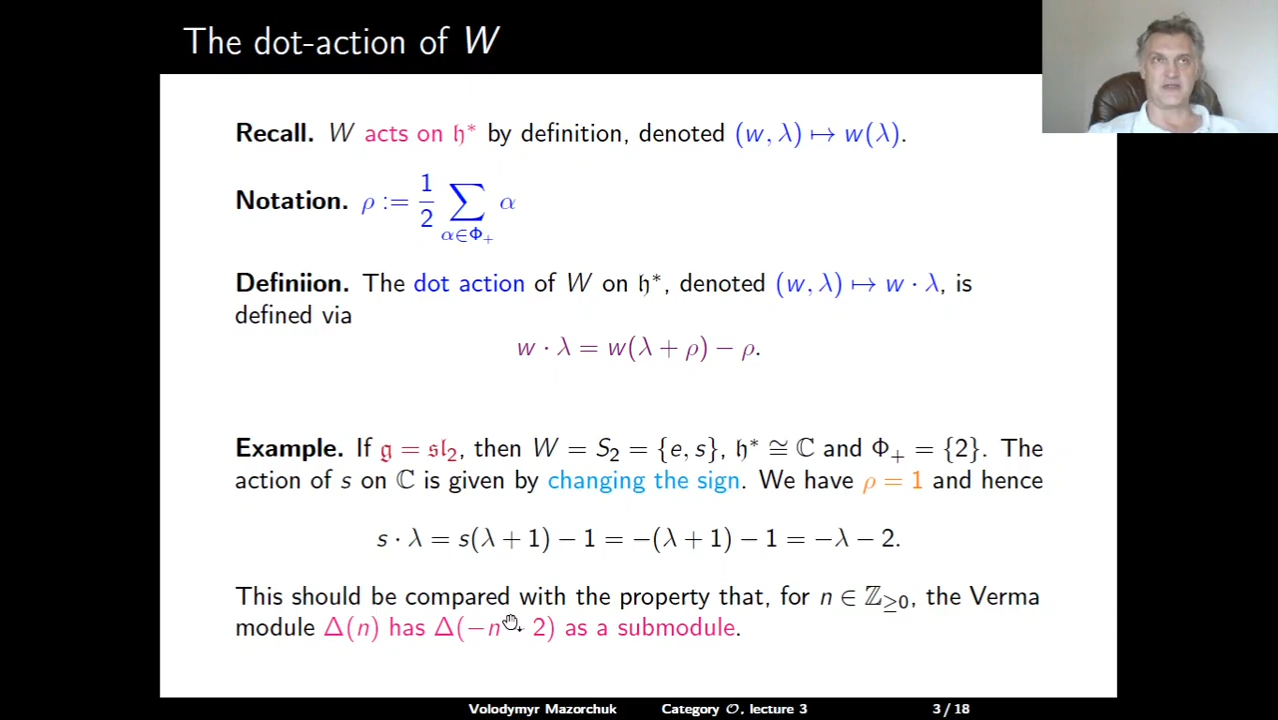 The dot-action of W
Recall. W acts on 𝔥* by definition, denoted (w, λ) ↦ w(λ).
Notation. ρ := 1/2 ∑_{α∈Φ₊} α
Definiion. The dot action of W on 𝔥*, denoted (w, λ) ↦ w · λ, is
defined via
w · λ = w(λ + ρ) − ρ.
Example. If 𝔤 = 𝔰𝔩₂, then W = S₂ = {e, s}, 𝔥* ≅ ℂ and Φ₊ = {2}. The
action of s on ℂ is given by changing the sign. We have ρ = 1 and hence
s · λ = s(λ + 1) − 1 = −(λ + 1) − 1 = −λ − 2.
This should be compared with the property that, for n ∈ ℤ≥0, the Verma
module Δ(n) has Δ(−n − 2) as a submodule.
Volodymyr Mazorchuk Category 𝒪, lecture 3 3 / 18